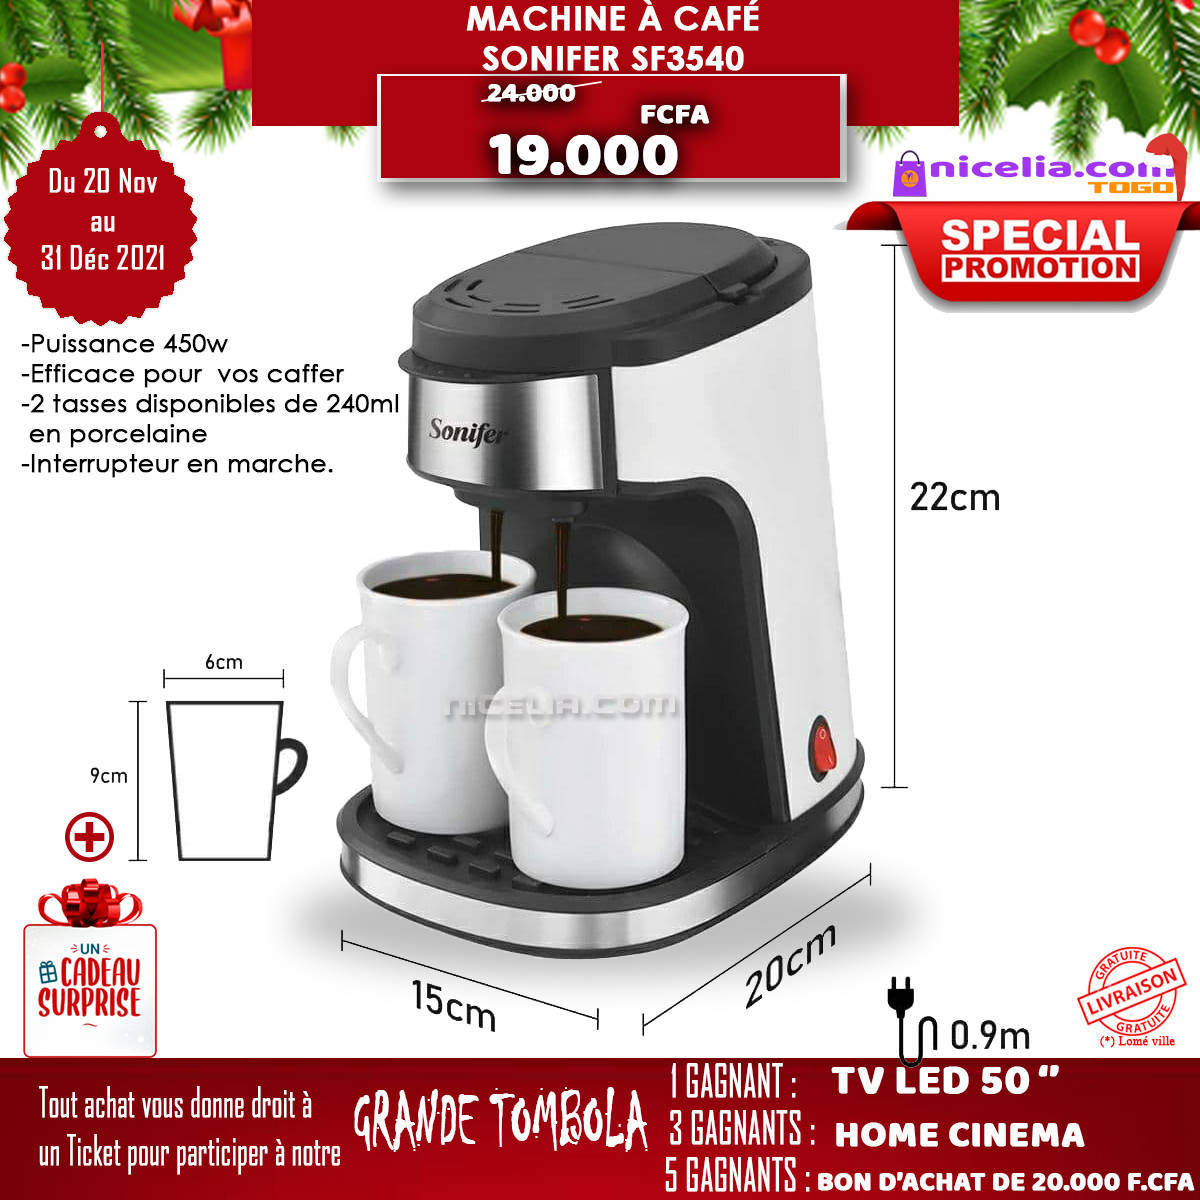 MACHINE À CAFÉ
SONIFER SF3540
24.000
FCFA
19.000
nicelia.com
TOGO
SPECIAL
PROMOTION
Du 20 Nov
au
31 Déc 2021
-Puissance 450w
-Efficace pour vos caffer
-2 tasses disponibles de 240ml
en porcelaine
-Interrupteur en marche.
Sonifer
22cm
6cm
9cm
NICELIA.COM
15cm
20cm
0.9m
UN
CADEAU
SURPRISE
GRATUITE
LIVRAISON
GRATUITE
(*) Lomé ville
Tout achat vous donne droit à
un Ticket pour participer à notre
GRANDE TOMBOLA
1 GAGNANT : TV LED 50 "
3 GAGNANTS : HOME CINEMA
5 GAGNANTS : BON D'ACHAT DE 20.000 F.CFA